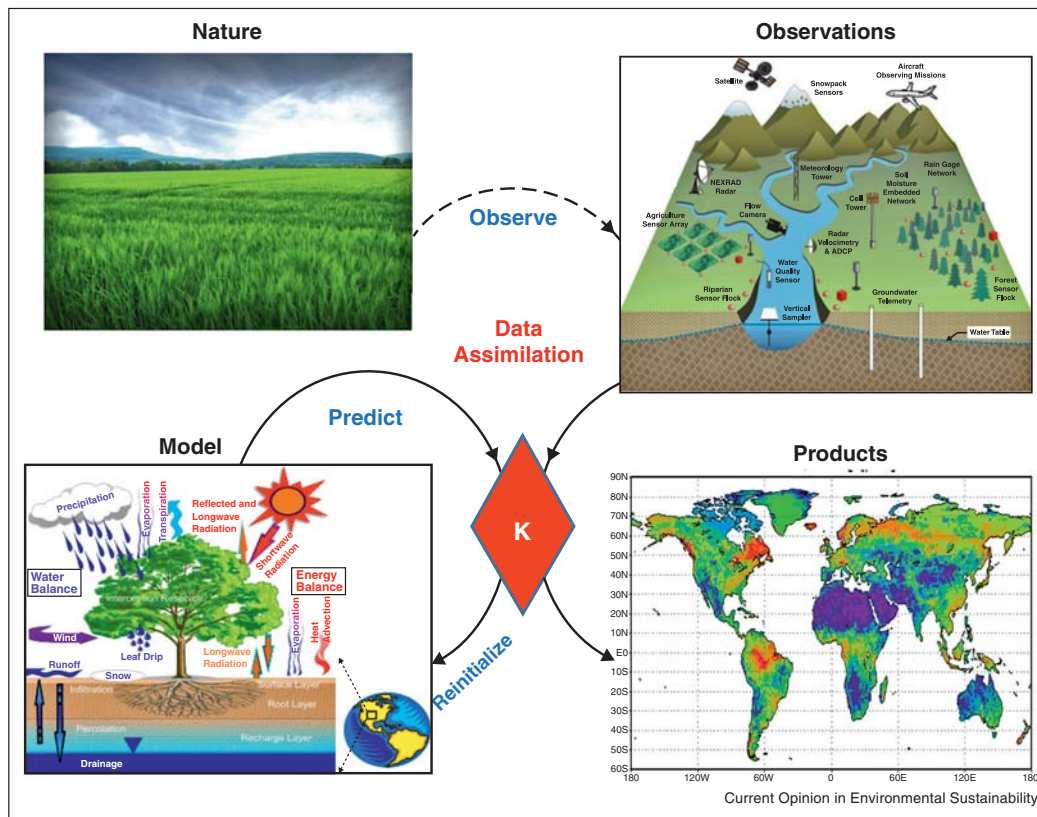 Nature
Observations
Satellite
Snowpack
Sensors
Aircraft
Observing Missions
NEXRAD
Radar
Meteorology
Tower
Rain Gage
Network
Soil
Moisture
Embedded
Network
Cell
Tower
Flow
Camera
Agriculture
Sensor Array
Radar
Velocimetry
& ADCP
Water
Quality
Sensor
Riparian
Sensor Flock
Groundwater
Telemetry
Forest
Sensor
Flock
Vertical
Sampler
Water Table
Observe
Data
Assimilation
Predict
K
Reinitialize
Model
Precipitation
Evaporation
Transpiration
Reflected and
Longwave
Radiation
Shortwave
Radiation
Water
Balance
Energy
Balance
Interception Reservoir
Wind
Leaf Drip
Longwave
Radiation
Evaporation
Heat
Advection
Runoff
Snow
Infiltration
Surface Layer
Root Layer
Percolation
Recharge Layer
Drainage
Products
90N
80N
70N
60N
50N
40N
30N
20N
10N
E0
10S
20S
30S
40S
50S
60S
180 120W 60W 0 60E 120E 180
Current Opinion in Environmental Sustainability